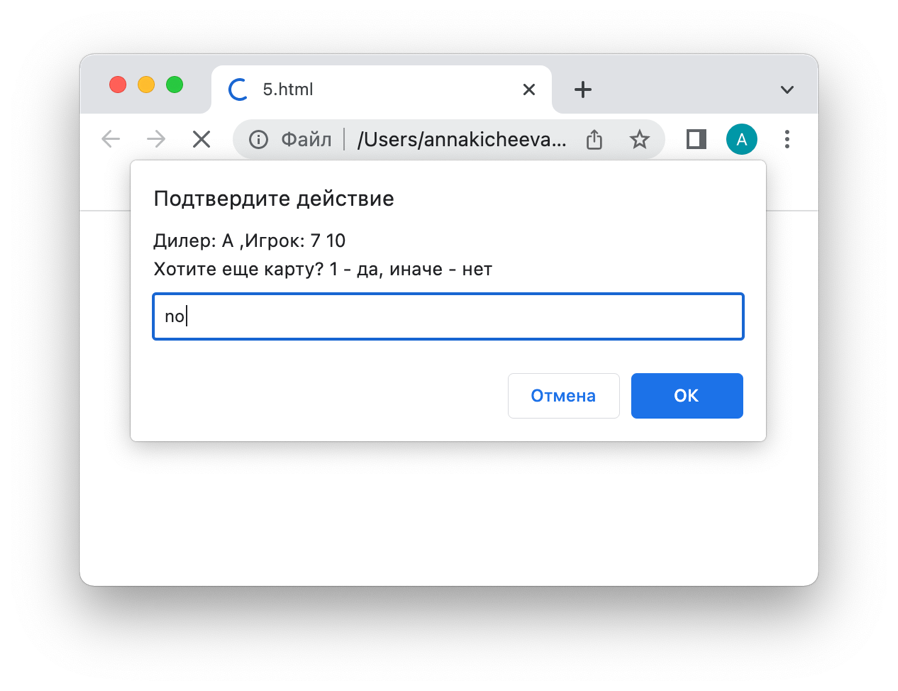 5.html
Файл
/Users/annakicheeva...
A
Подтвердите действие
Дилер: A ,Игрок: 7 10
Хотите еще карту? 1 - да, иначе - нет
no
Отмена
ОК